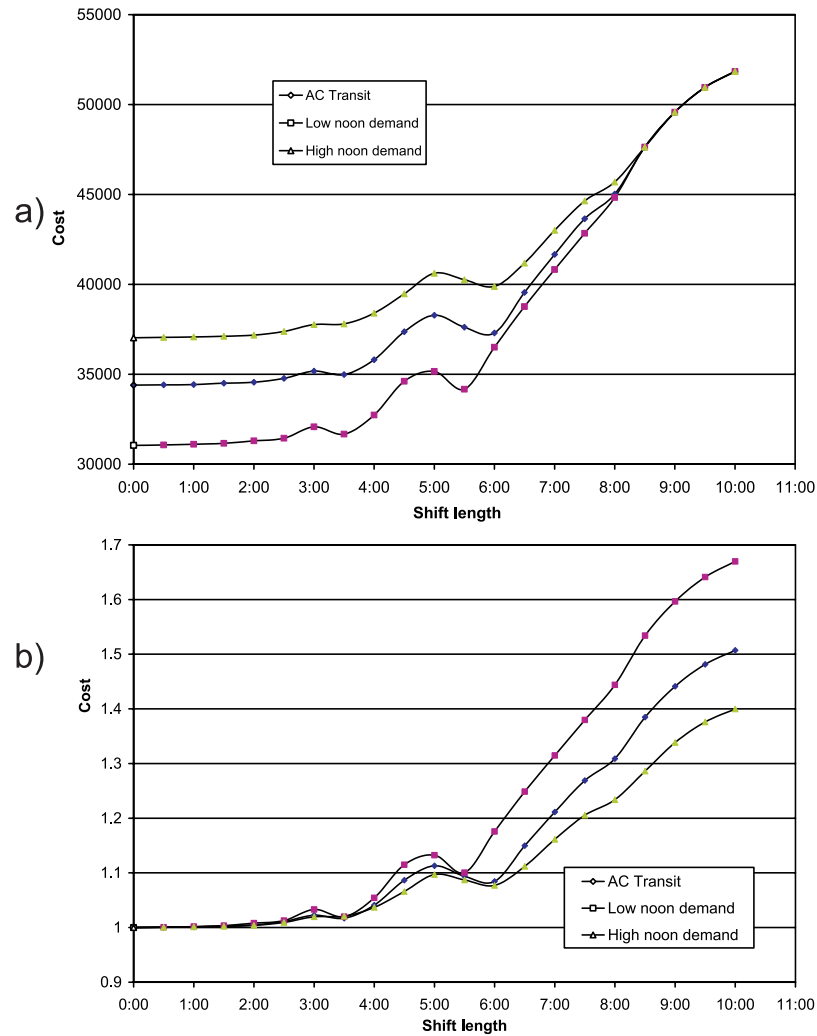 a)
Cost
55000
50000
45000
40000
35000
30000
AC Transit
Low noon demand
High noon demand
0:00 1:00 2:00 3:00 4:00 5:00 6:00 7:00 8:00 9:00 10:00 11:00
Shift length
b)
Cost
1.7
1.6
1.5
1.4
1.3
1.2
1.1
1
0.9
AC Transit
Low noon demand
High noon demand
0:00 1:00 2:00 3:00 4:00 5:00 6:00 7:00 8:00 9:00 10:00 11:00
Shift length